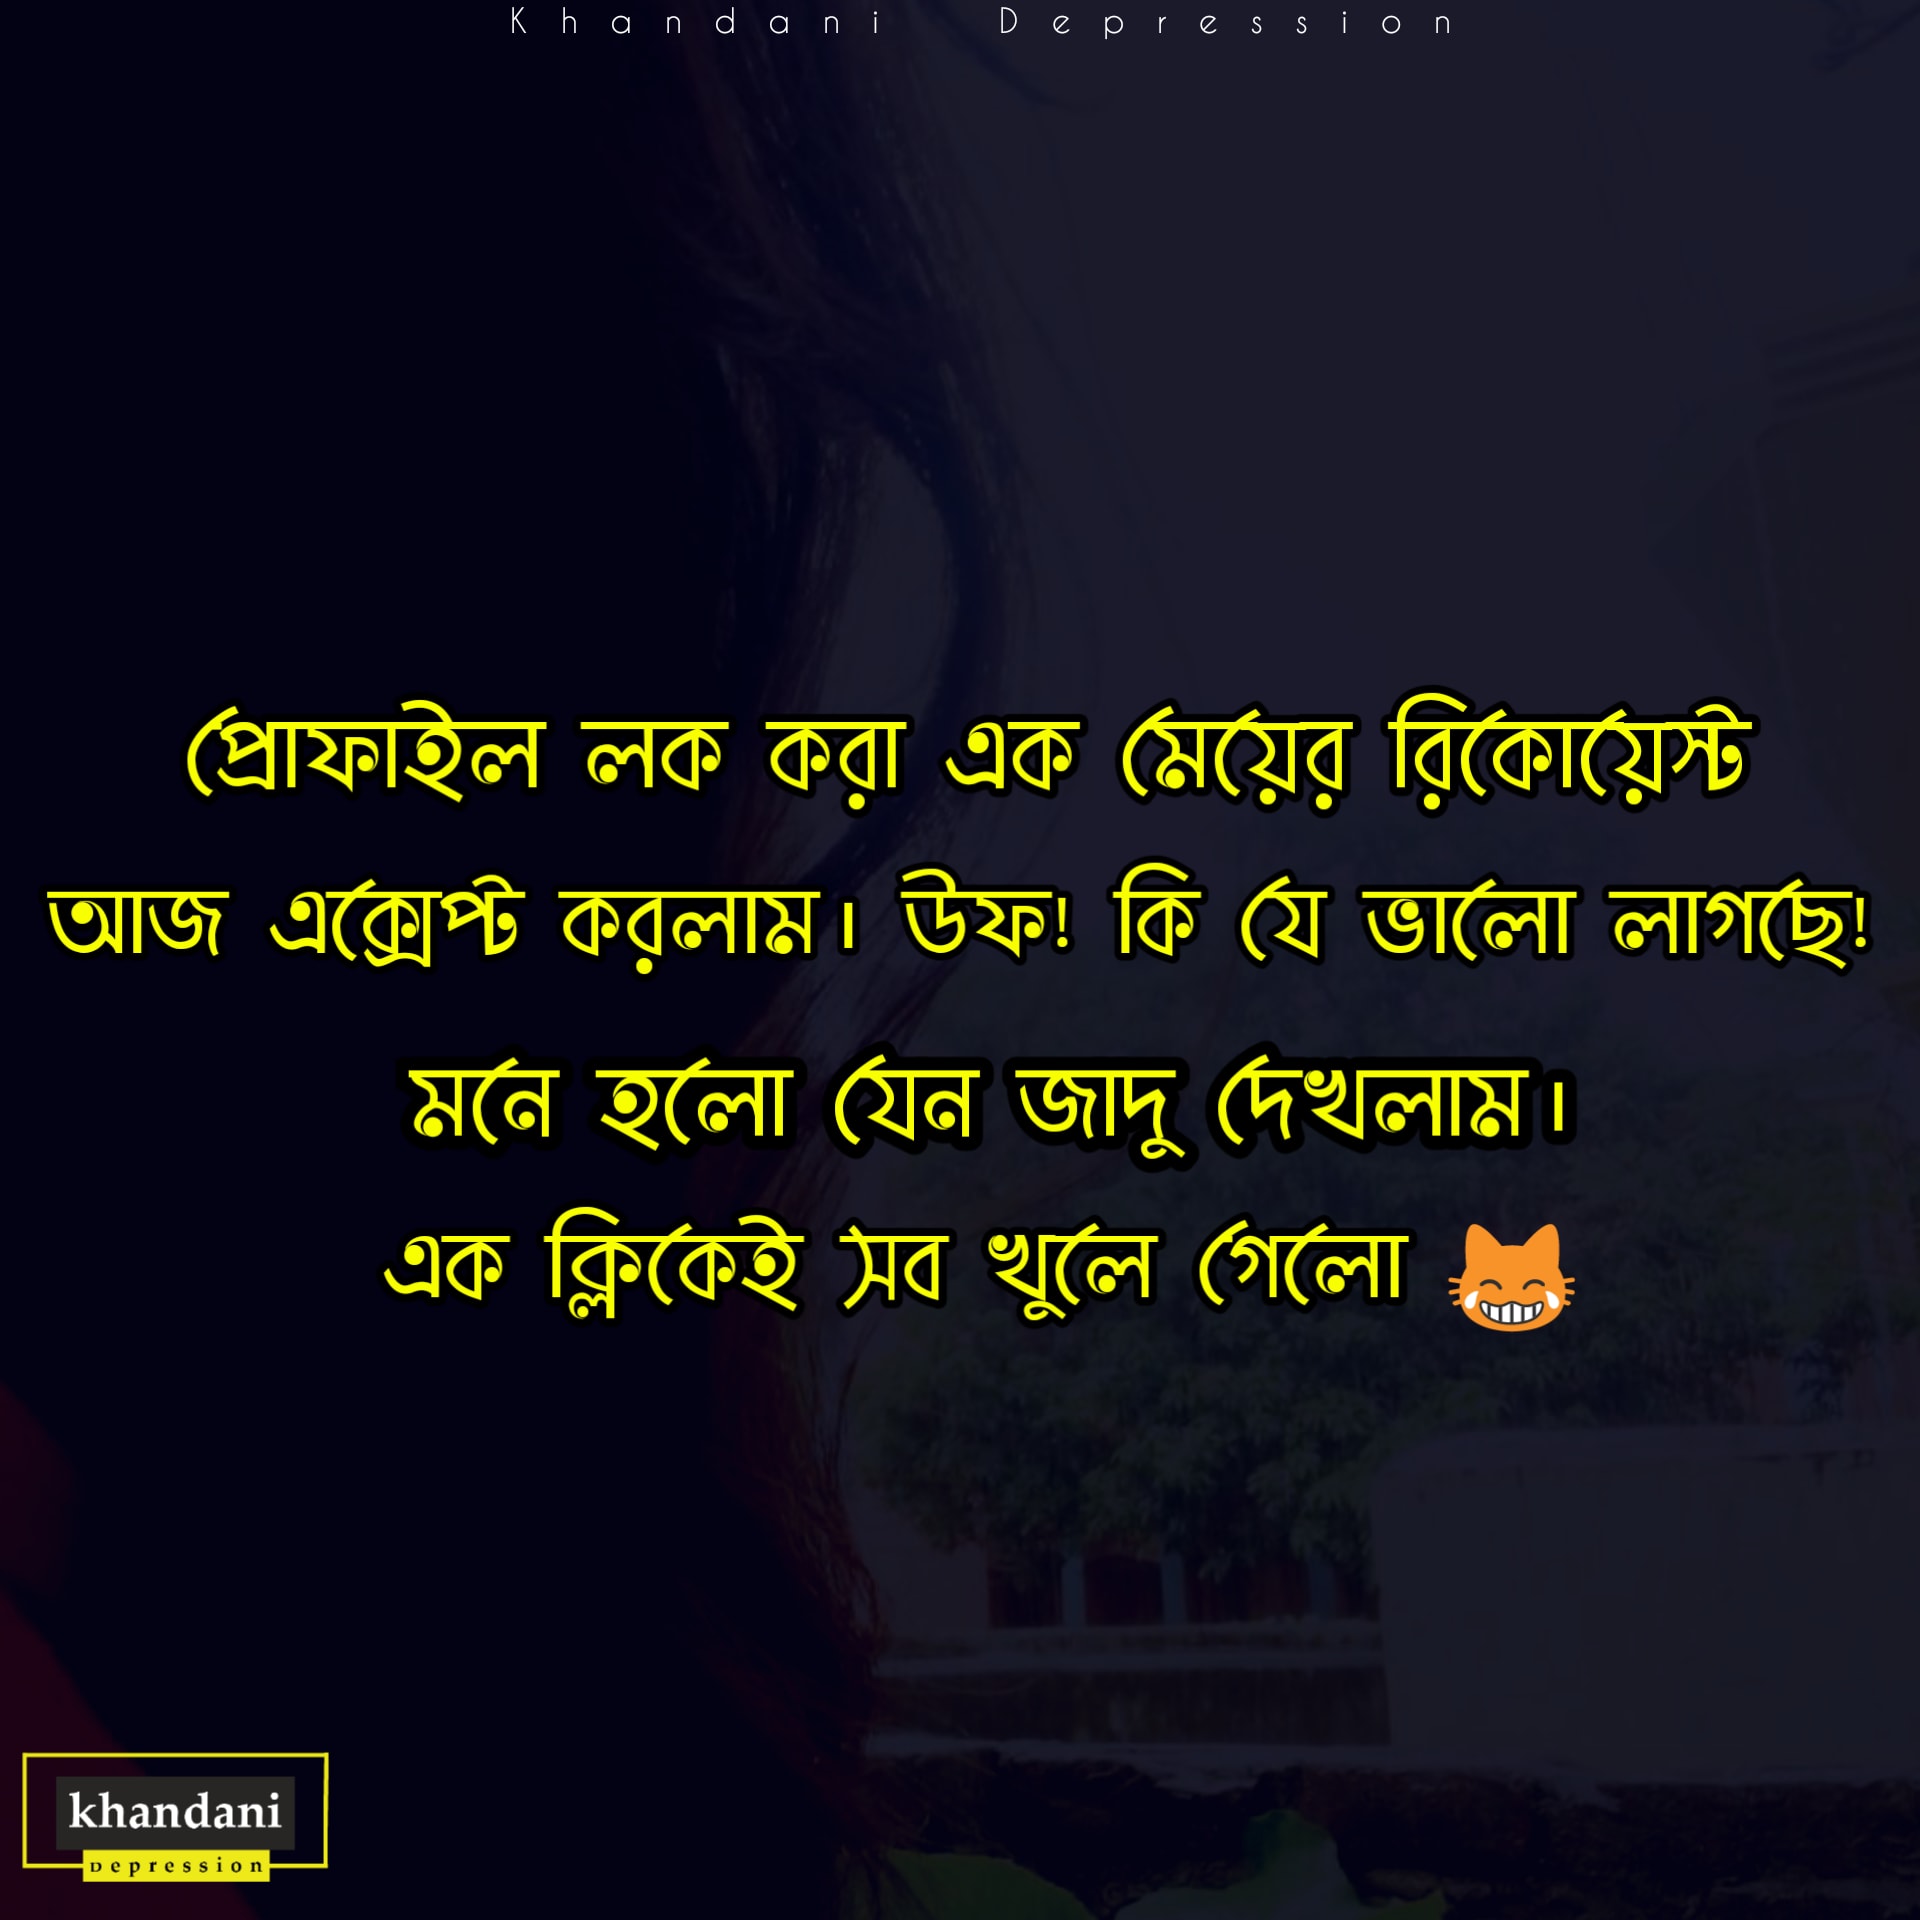 Khandani Depression
প্রোফাইল লক করা এক মেয়ের রিকোয়েস্ট
আজ এক্সেপ্ট করলাম। উফ! কি যে ভালো লাগছে!
মনে হলো যেন জাদু দেখলাম।
এক ক্লিকেই সব খুলে গেলো 😹
khandani
Depression